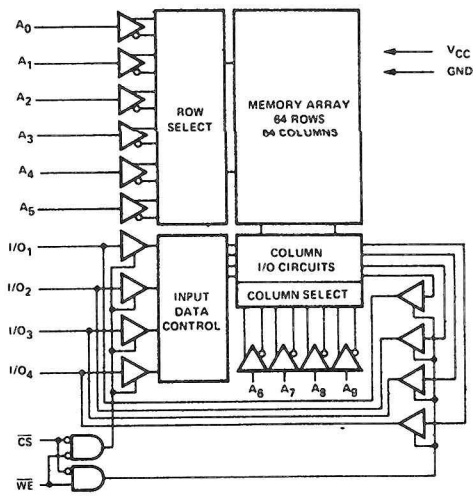 A0
A1
A2
A3
A4
A5
ROW
SELECT
MEMORY ARRAY
64 ROWS
64 COLUMNS
VCC
GND
I/O1
I/O2
I/O3
I/O4
INPUT
DATA
CONTROL
COLUMN
I/O CIRCUITS
COLUMN SELECT
A6
A7
A8
A9
CS
WE